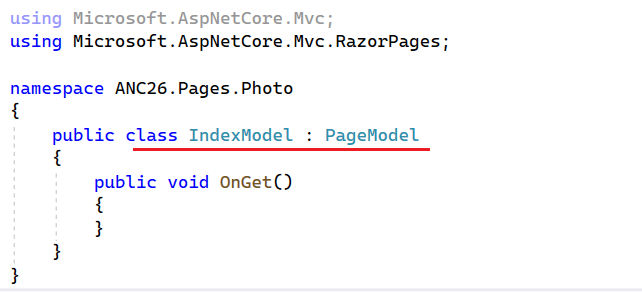 using Microsoft.AspNetCore.Mvc;
using Microsoft.AspNetCore.Mvc.RazorPages;

namespace ANC26.Pages.Photo
{
    public class IndexModel : PageModel
    {
        public void OnGet()
        {
        }
    }
}